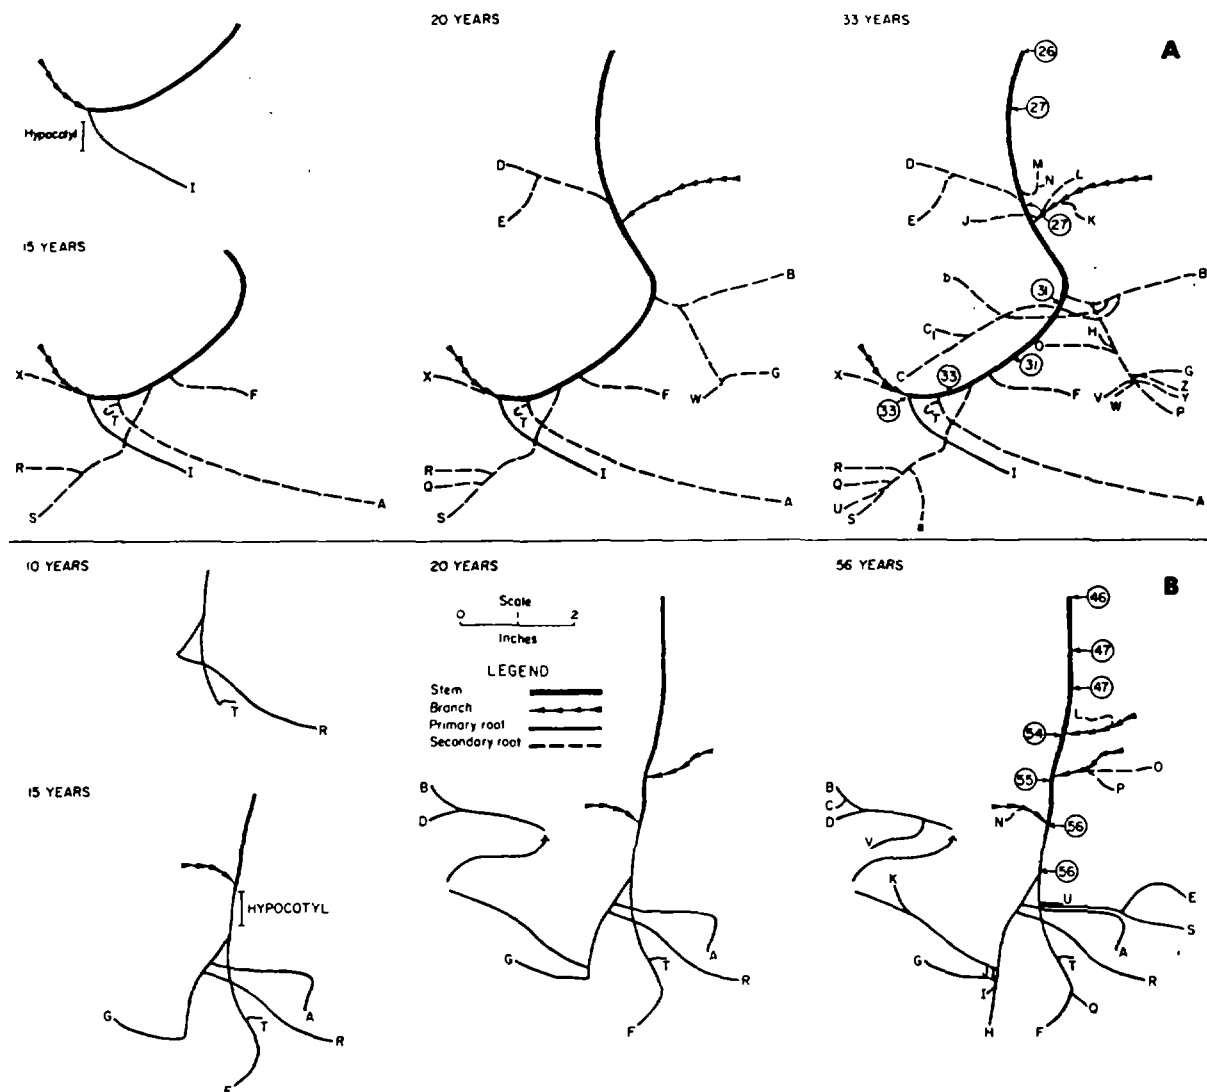 20 YEARS
33 YEARS
A
26
27
Hypocotyl
I
D
E
B
G
W
D
E
M
N
L
J
K
27
b
B
31
C
C
H
O
31
G
Z
Y
V
W
P
15 YEARS
X
F
T
R
S
I
A
X
F
T
R
Q
S
I
A
X
33
33
F
T
R
Q
U
S
I
A
10 YEARS
T
R
20 YEARS
Scale
0 2
Inches
LEGEND
Stem
Branch
Primary root
Secondary root
56 YEARS
B
46
47
47
L
54
55
O
P
N
56
56
15 YEARS
HYPOCOTYL
G
A
T
R
F
B
D
G
A
T
R
F
B
C
D
V
K
U
E
S
A
G
J
I
H
T
R
Q
F